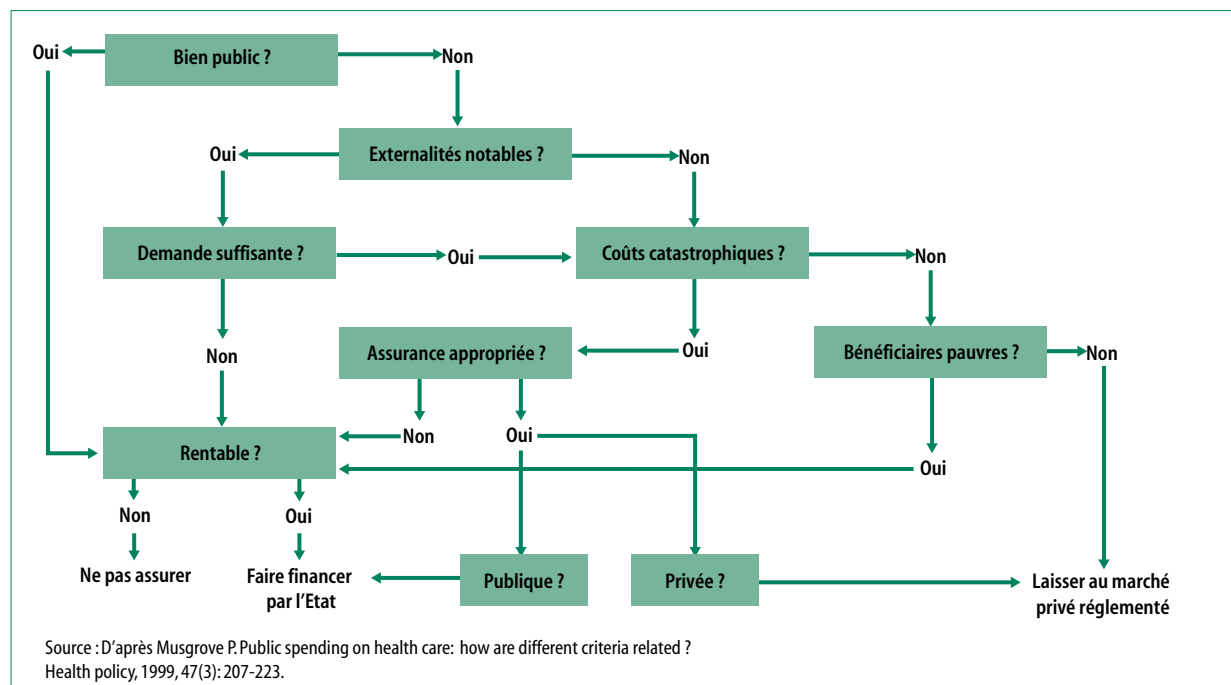 Oui
Bien public ?
Non
Oui
Externalités notables ?
Non
Demande suffisante ?
Oui
Coûts catastrophiques ?
Non
Non
Assurance appropriée ?
Oui
Bénéficiaires pauvres ?
Non
Rentable ?
Non
Oui
Oui
Non
Oui
Ne pas assurer
Faire financer
par l'Etat
Publique ?
Privée ?
Laisser au marché
privé réglementé
Source : D'après Musgrove P. Public spending on health care: how are different criteria related ?
Health policy, 1999, 47(3): 207-223.